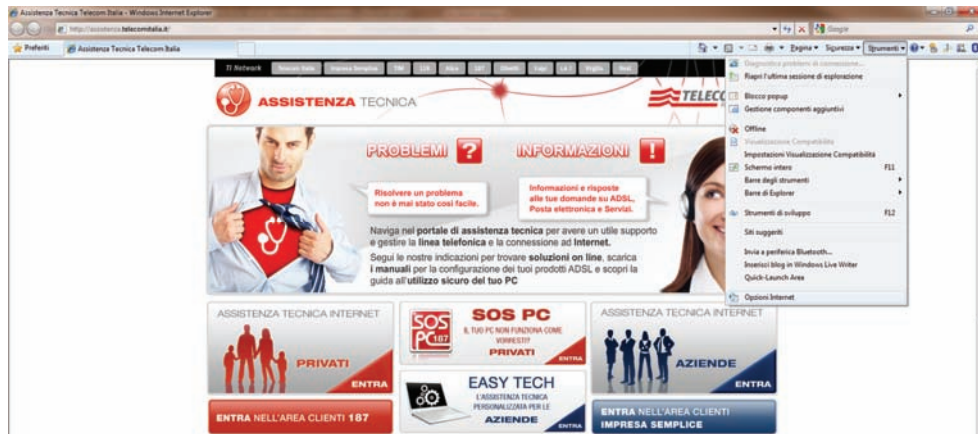 Assistenza Tecnica Telecom Italia - Windows Internet Explorer
http://assistenza.telecomitalia.it/
Google
Preferiti
Assistenza Tecnica Telecom Italia
Pagina
Sicurezza
Strumenti
Diagnostica problemi di connessione...
Riapri l'ultima sessione di esplorazione
Blocco popup
Gestione componenti aggiuntivi
Offline
Visualizzazione Compatibilità
Impostazioni Visualizzazione Compatibilità
Schermo intero F11
Barre degli strumenti
Barre di Explorer
Strumenti di sviluppo F12
Siti suggeriti
Invia a periferica Bluetooth...
Inserisci blog in Windows Live Writer
Quick-Launch Area
Opzioni Internet
TI Network
Telecom Italia
Impresa Semplice
TIM
119
Alice
187
Virgilio
ASSISTENZA TECNICA
TELECO
PROBLEMI ?
INFORMAZIONI !
Risolvere un problema
non è mai stato così facile.
Informazioni e risposte
alle tue domande su ADSL,
Posta elettronica e Servizi.
Naviga nel portale di assistenza tecnica per avere un utile supporto
e gestire la linea telefonica e la connessione ad Internet.
Segui le nostre indicazioni per trovare soluzioni on line, scarica
i manuali per la configurazione dei tuoi prodotti ADSL e scopri la
guida all'utilizzo sicuro del tuo PC
ASSISTENZA TECNICA INTERNET
PRIVATI
ENTRA
ENTRA NELL'AREA CLIENTI 187
SOS
PC187
SOS PC
IL TUO PC NON FUNZIONA COME
VORRESTI?
PRIVATI
ENTRA
EASY TECH
L'ASSISTENZA TECNICA
PERSONALIZZATA PER LE
AZIENDE
ENTRA
ASSISTENZA TECNICA INTERNET
AZIENDE
ENTRA
ENTRA NELL'AREA CLIENTI
IMPRESA SEMPLICE